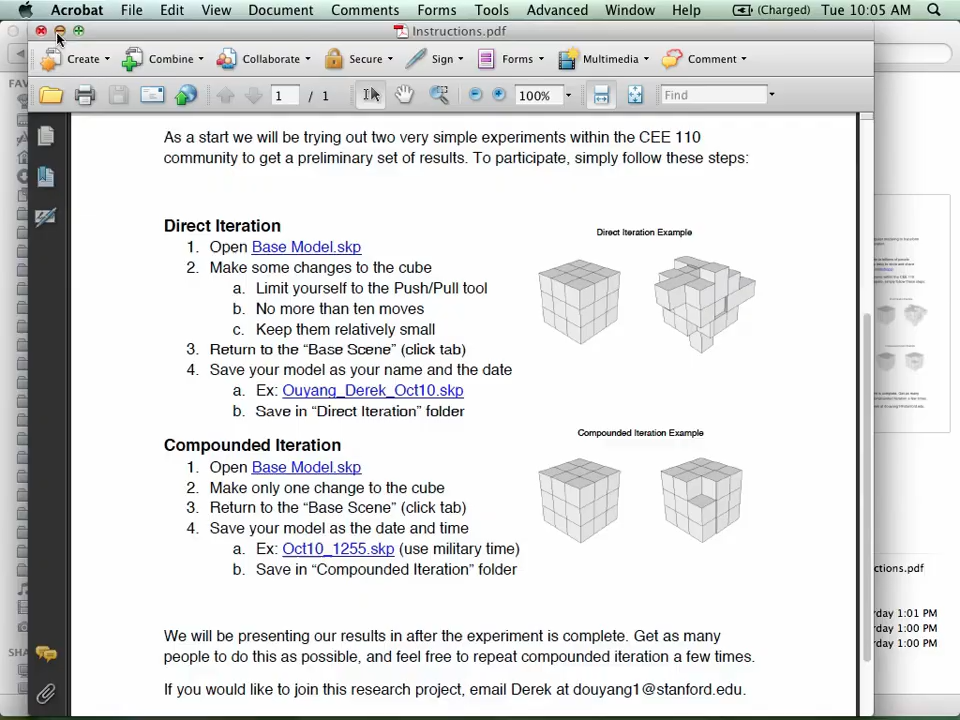 Acrobat File Edit View Document Comments Forms Tools Advanced Window Help (Charged) Tue 10:05 AM
Instructions.pdf
Create Combine Collaborate Secure Sign Forms Multimedia Comment
1 / 1 100% Find
As a start we will be trying out two very simple experiments within the CEE 110
community to get a preliminary set of results. To participate, simply follow these steps:
Direct Iteration
1. Open Base Model.skp
2. Make some changes to the cube
a. Limit yourself to the Push/Pull tool
b. No more than ten moves
c. Keep them relatively small
3. Return to the “Base Scene” (click tab)
4. Save your model as your name and the date
a. Ex: Ouyang_Derek_Oct10.skp
b. Save in “Direct Iteration” folder
Direct Iteration Example
Compounded Iteration
1. Open Base Model.skp
2. Make only one change to the cube
3. Return to the “Base Scene” (click tab)
4. Save your model as the date and time
a. Ex: Oct10_1255.skp (use military time)
b. Save in “Compounded Iteration” folder
Compounded Iteration Example
We will be presenting our results in after the experiment is complete. Get as many
people to do this as possible, and feel free to repeat compounded iteration a few times.
If you would like to join this research project, email Derek at douyang1@stanford.edu.
FAV
SHA
ctions.pdf
rday 1:01 PM
rday 1:00 PM
rday 1:00 PM